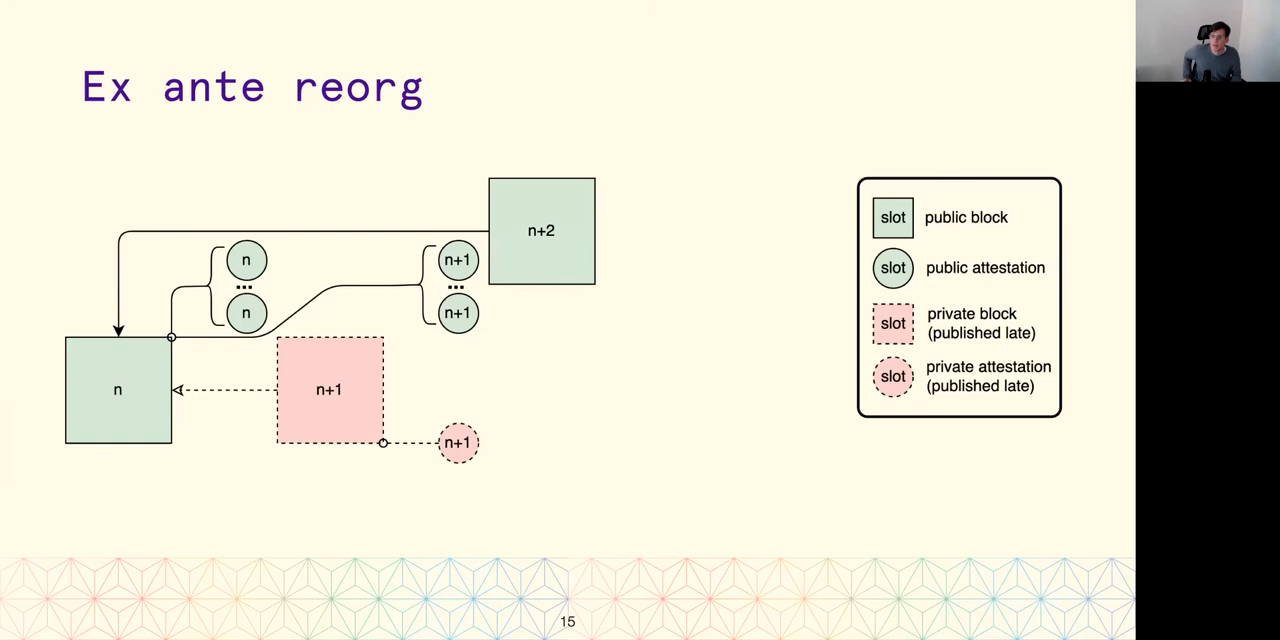 Ex ante reorg
n+2
n
...
n
n+1
...
n+1
n
n+1
n+1
slot public block
slot public attestation
slot private block
(published late)
slot private attestation
(published late)
15